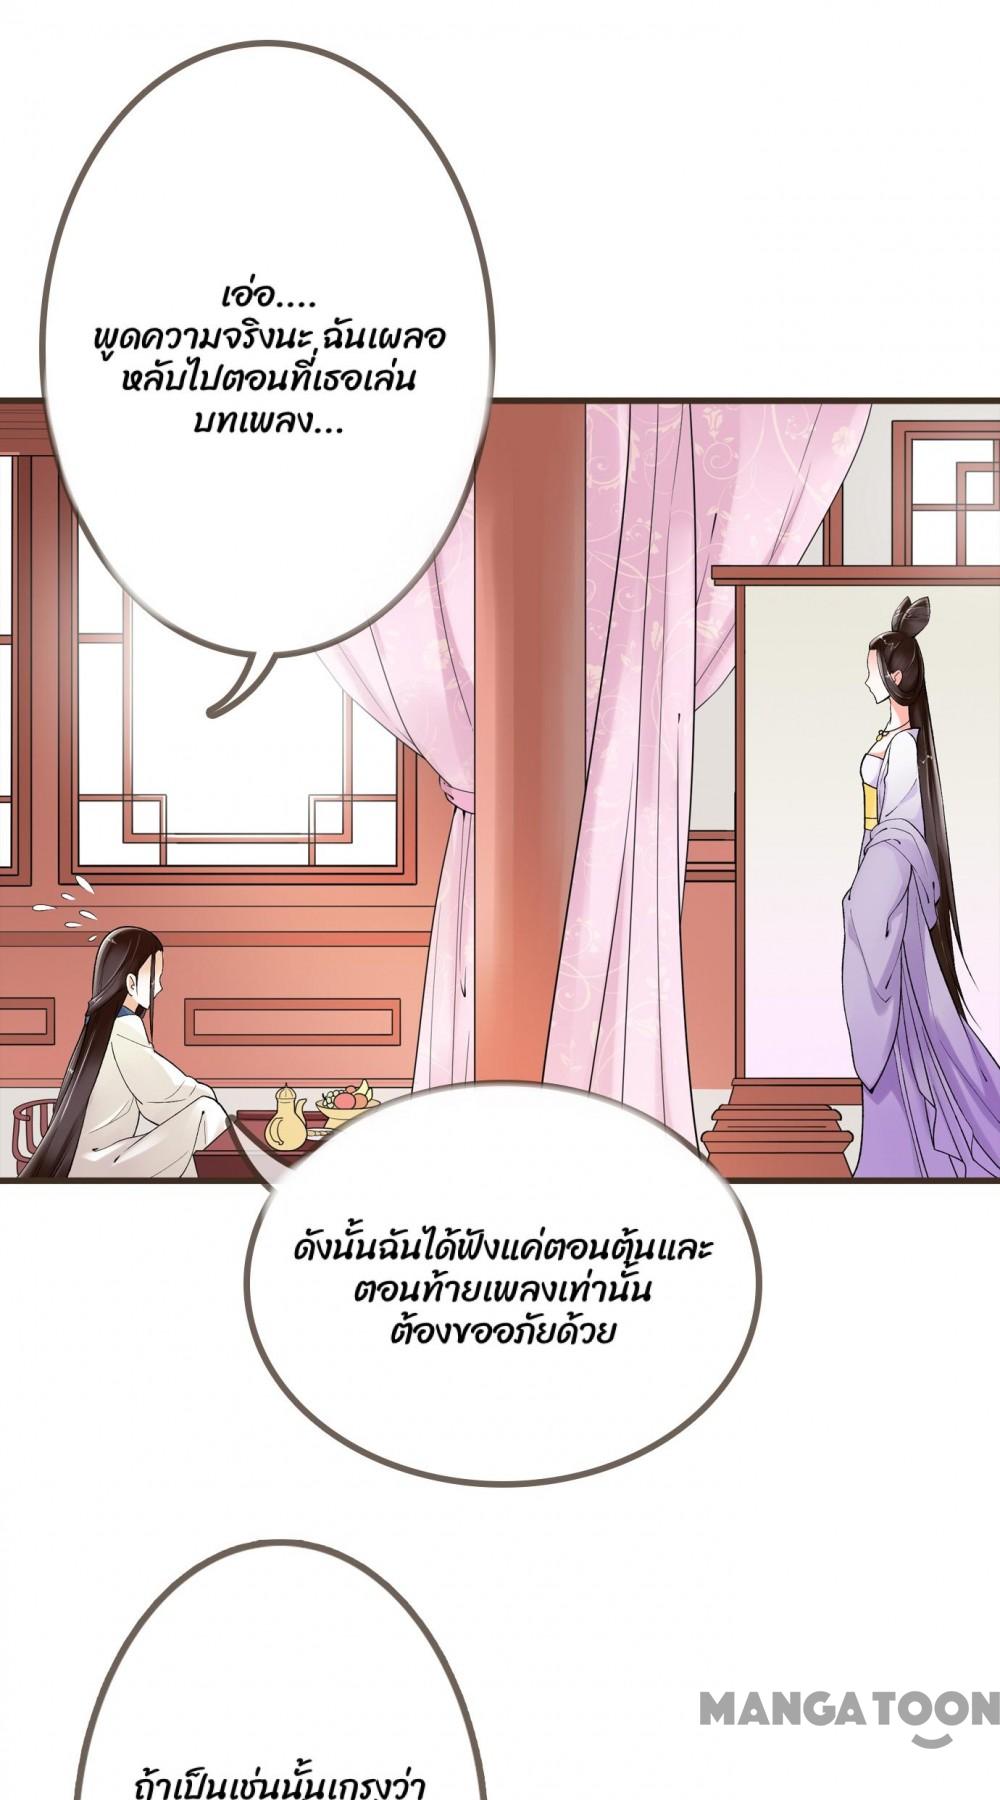 เอ่อ....
พูดความจริงนะ ฉันเผลอ
หลับไปตอนที่เธอเล่น
บทเพลง...
ดังนั้นฉันได้ฟังแค่ตอนต้นและ
ตอนท้ายเพลงเท่านั้น
ต้องขออภัยด้วย
MANGATOON
ถ้าเป็นเช่นนั้นเกรงว่า